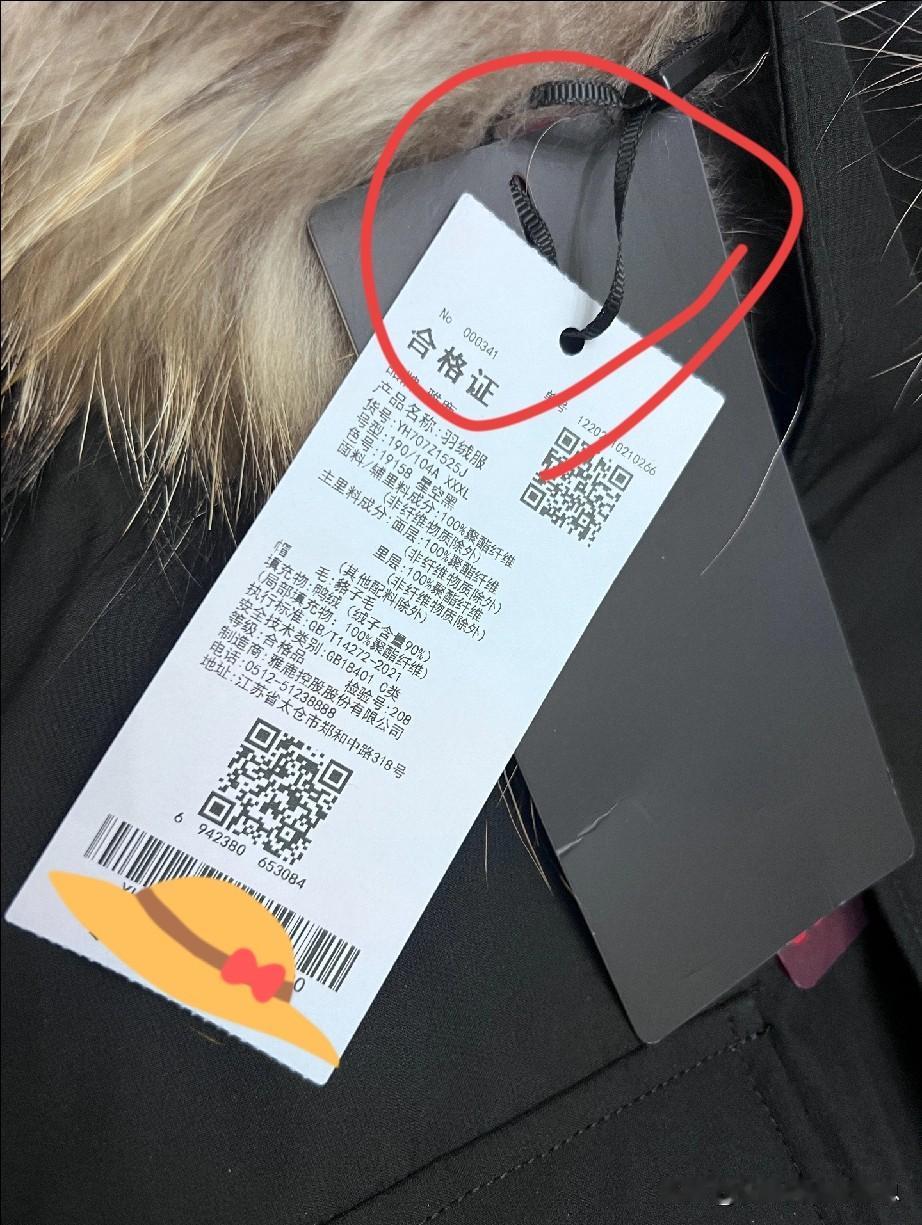 No 000341
合格证
单号 12202210210266
产品名称:羽绒服
货号:YH707Z1525J
号型:190/104A XXXL
色号:19158 星空黑
面料/辅里料成分:100%聚酯纤维
(非纤维物质除外)
主里料成分:面层:100%聚酯纤维
(非纤维物质除外)
里层:100%聚酯纤维
(非纤维物质除外)
帽 毛:貉子毛
(其他配料除外)
填充物:鸭绒 (绒子含量90%)
(局部填充物: 100%聚酯纤维)
执行标准:GB/T14272-2021
安全技术类别:GB18401 C类
等级:合格品 检验号:208
制造商:雅鹿控股股份有限公司
电话:0512-51238888
地址:江苏省太仓市郑和中路318号
6 942380 653084